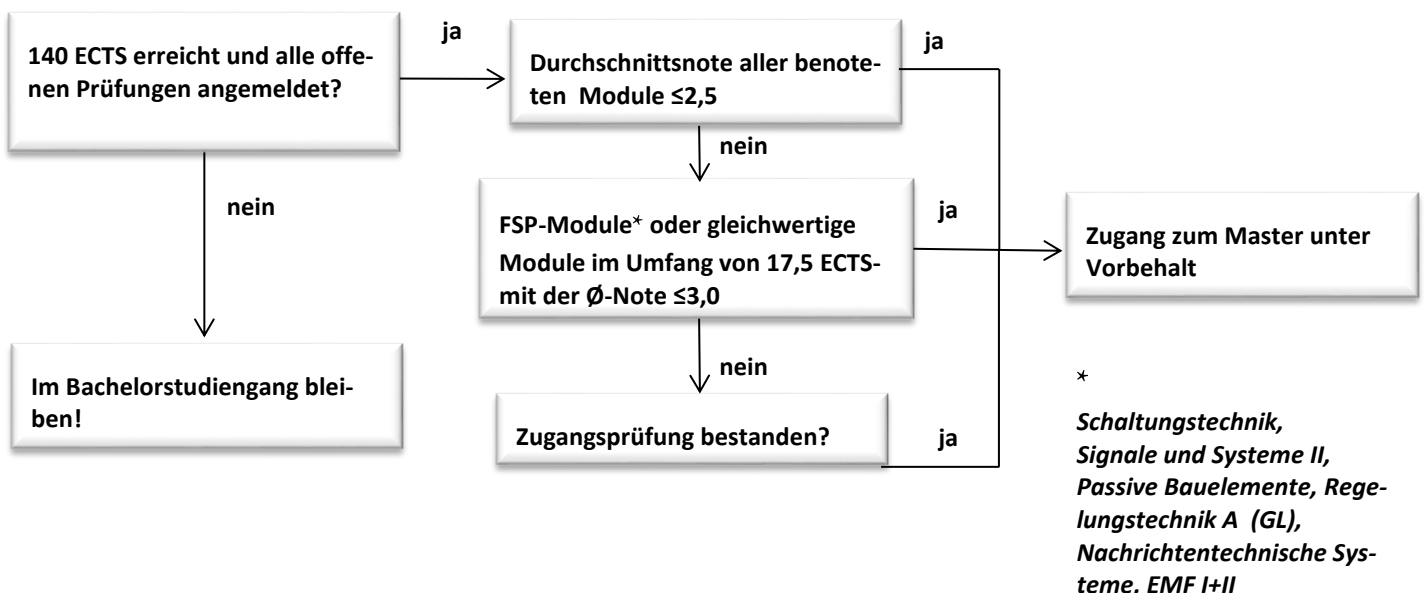 140 ECTS erreicht und alle offe-
nen Prüfungen angemeldet?
ja
Durchschnittsnote aller benote-
ten Module ≤2,5
ja
nein
nein
FSP-Module* oder gleichwertige
Module im Umfang von 17,5 ECTS-
mit der Ø-Note ≤3,0
ja
Zugang zum Master unter
Vorbehalt
nein
Im Bachelorstudiengang blei-
ben!
Zugangsprüfung bestanden?
ja
*
Schaltungstechnik,
Signale und Systeme II,
Passive Bauelemente, Rege-
lungstechnik A (GL),
Nachrichtentechnische Sys-
teme, EMF I+II